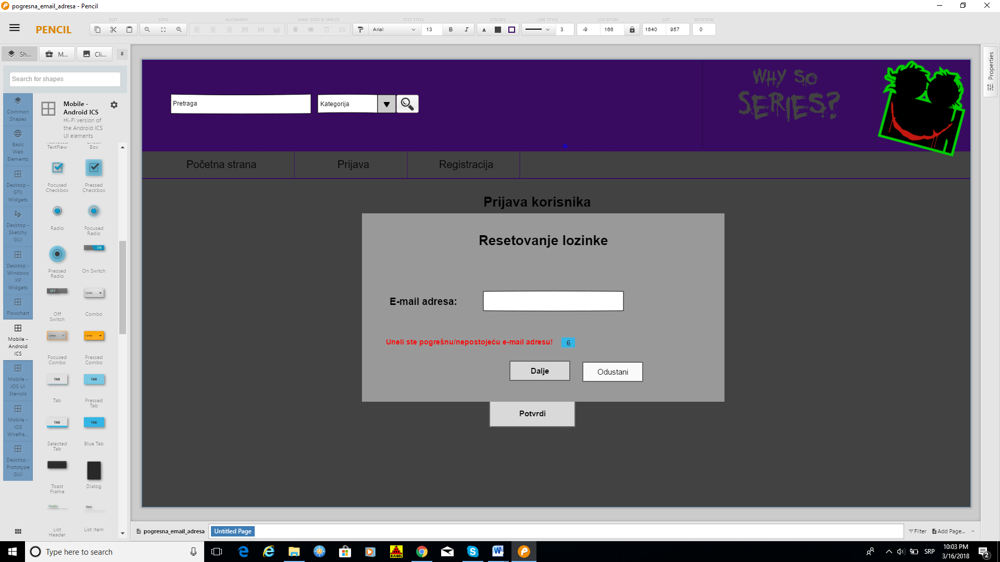 pogresna_email_adresa - Pencil
EDIT
100%
ALIGNMENT
SAME SIZES & SPACES
TEXT STYLE
COLORS
LINE STYLE
LOCATION
SIZE
ROTATION
PENCIL
Arial
13
B
I
A
3
-9
166
1640
957
0
Sh...
M...
Cli...
Properties
Search for shapes
Common Shapes
Basic Web Elements
Desktop - GTK Widgets
Desktop - Sketchy GUI
Desktop - Windows XP Widgets
Flowchart
Mobile - Android ICS
Mobile - iOS UI Stencils
Mobile - iOS Wirefra...
Desktop - Prototype GUI
Mobile - Android ICS
Hi-Fi version of the Android ICS UI elements
Activated TextFiew
Check Box
Focused Checkbox
Pressed Checkbox
Radio
Focused Radio
ON
Pressed Radio
On Switch
OFF
Combo
Off Switch
Combo
Combo
Combo
Focused Combo
Pressed Combo
TAB
TAB
Tab
Pressed Tab
TAB
TAB
Selected Tab
Blue Tab
Toast Frame
Dialog
Header
Item
List Header
List Item
Pretraga
Kategorija
WHY SO
SERIES?
Početna strana
Prijava
Registracija
Prijava korisnika
Resetovanje lozinke
E-mail adresa:
Uneli ste pogrešnu/nepostojeću e-mail adresu!
6
Dalje
Odustani
Potvrdi
pogresna_email_adresa
Untitled Page
Filter
Add Page...
Type here to search
BABEL
SRP
10:03 PM
3/16/2018
2